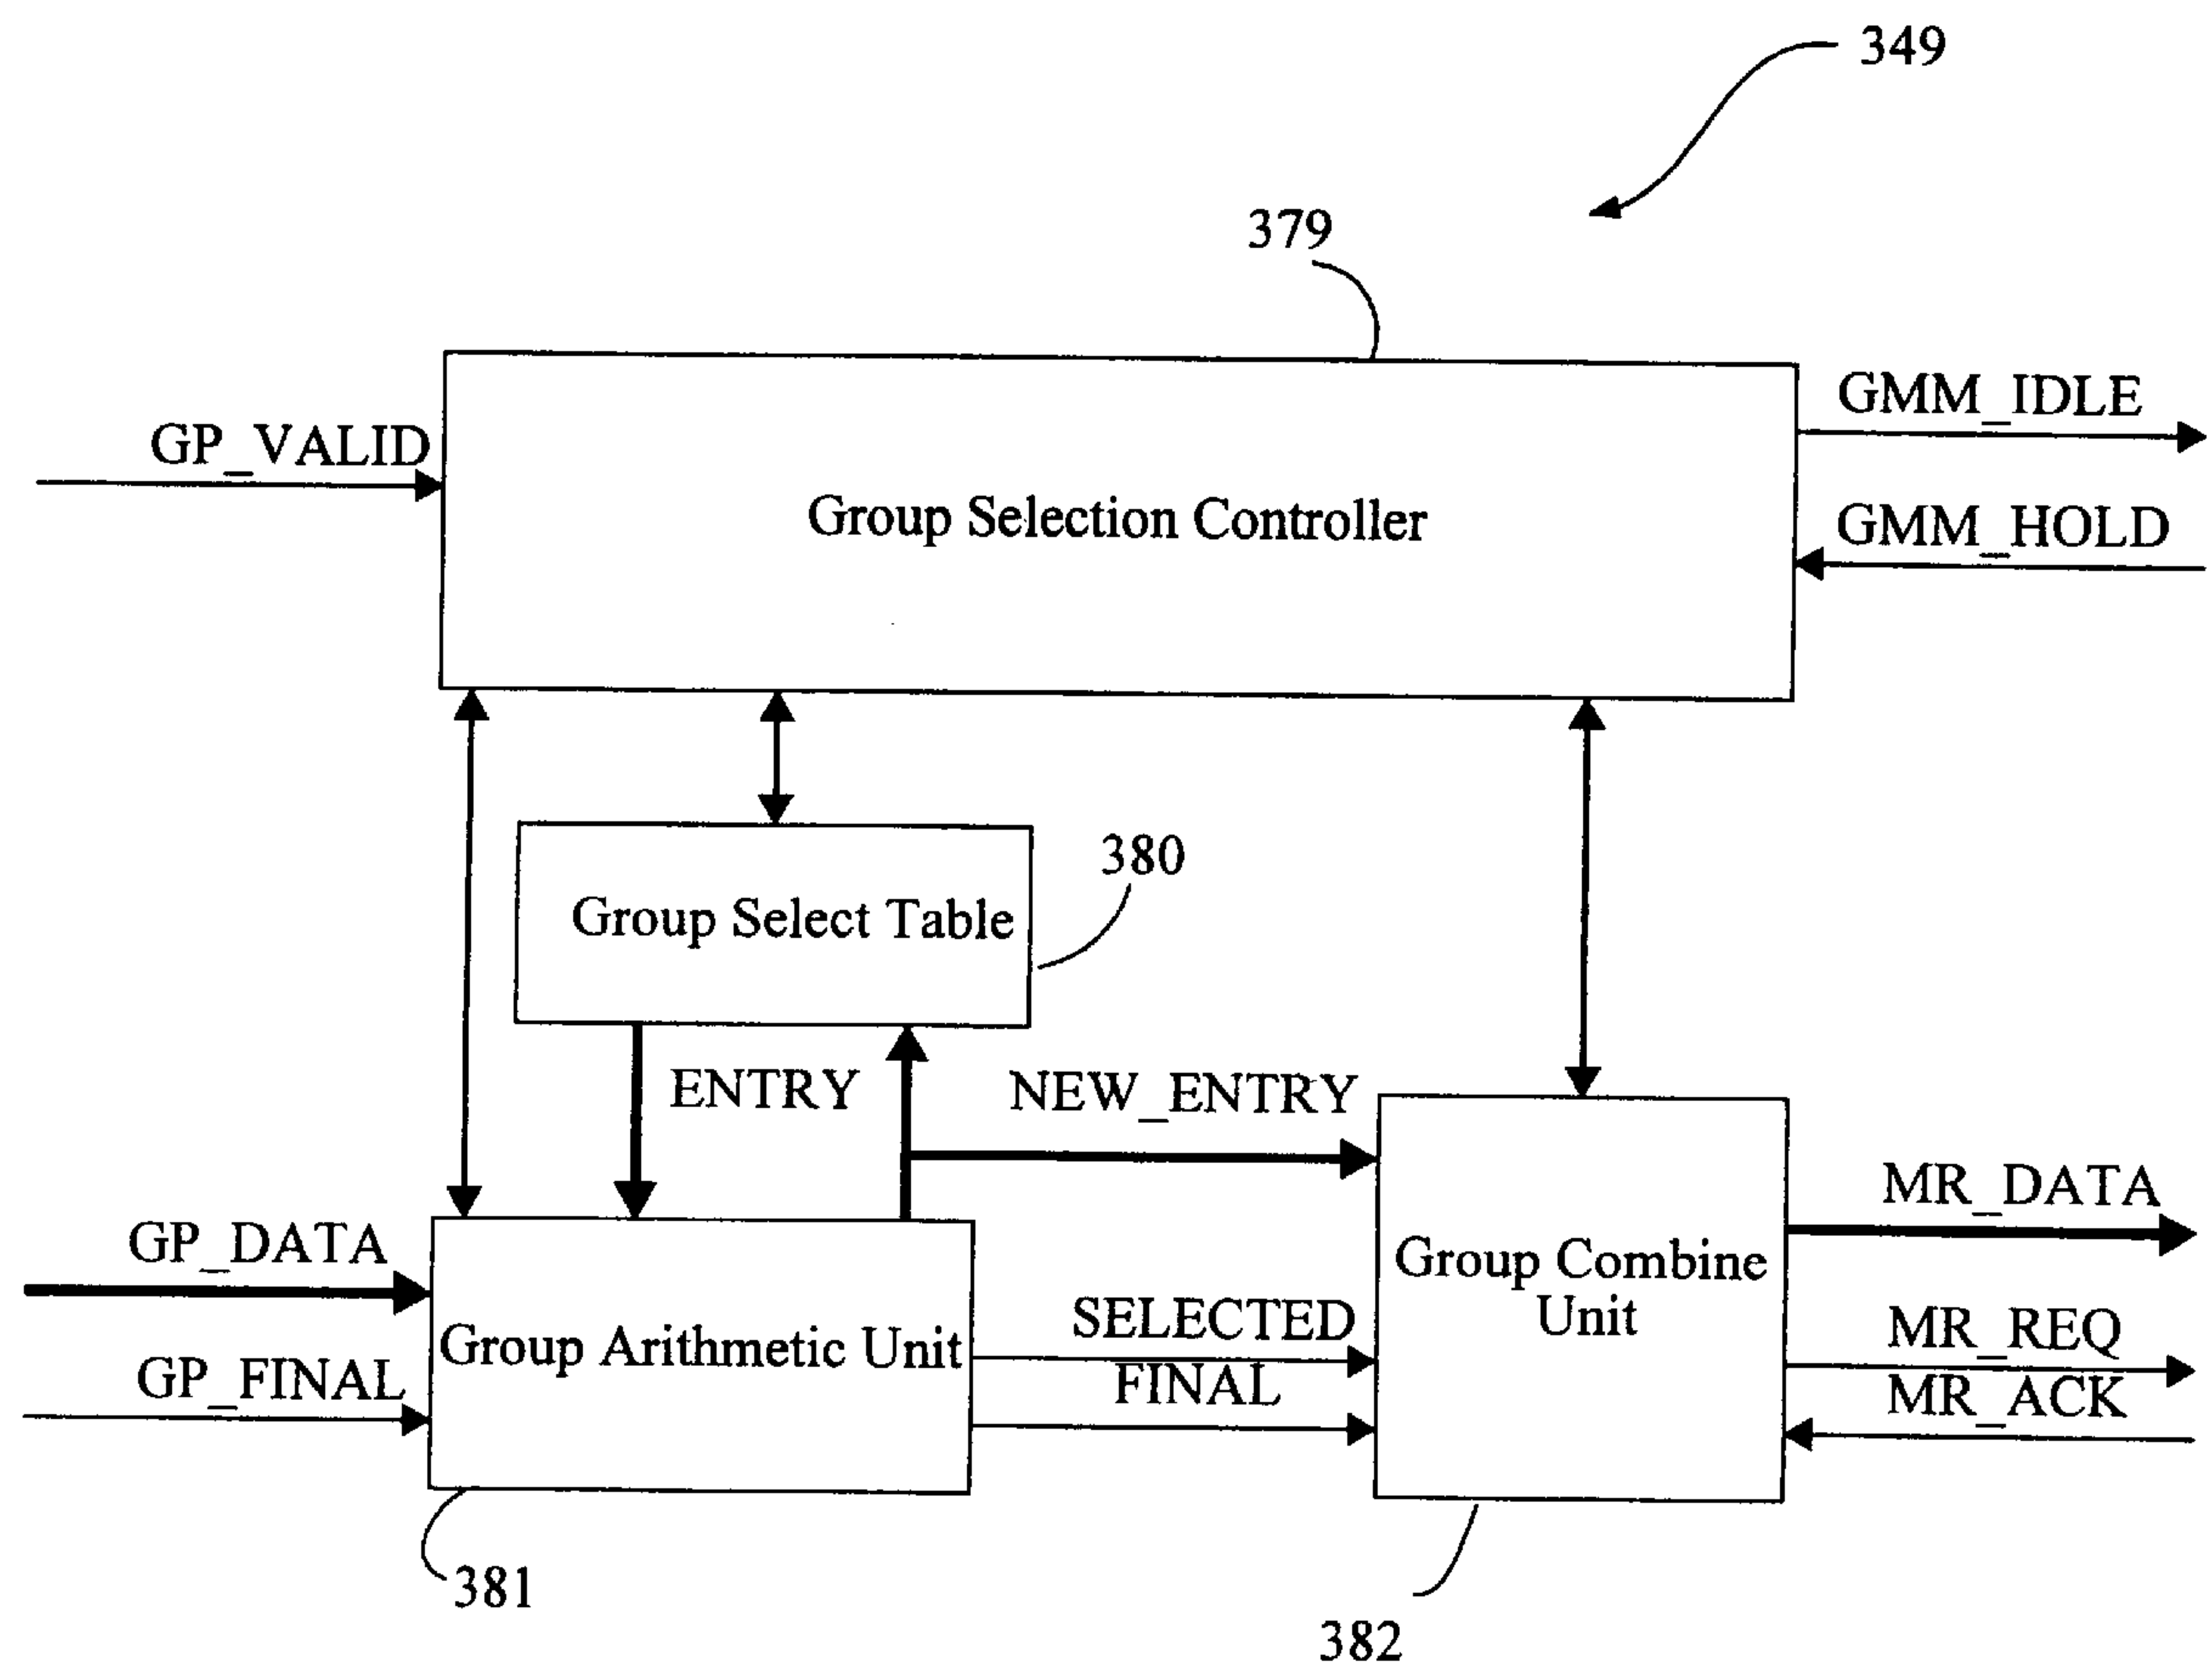 349
379
GMM_IDLE
GP_VALID
Group Selection Controller
GMM_HOLD
380
Group Select Table
ENTRY
NEW_ENTRY
MR_DATA
GP_DATA
Group Combine
Unit
SELECTED
Group Arithmetic Unit
MR_REQ
GP_FINAL
FINAL
MR_ACK
381
382